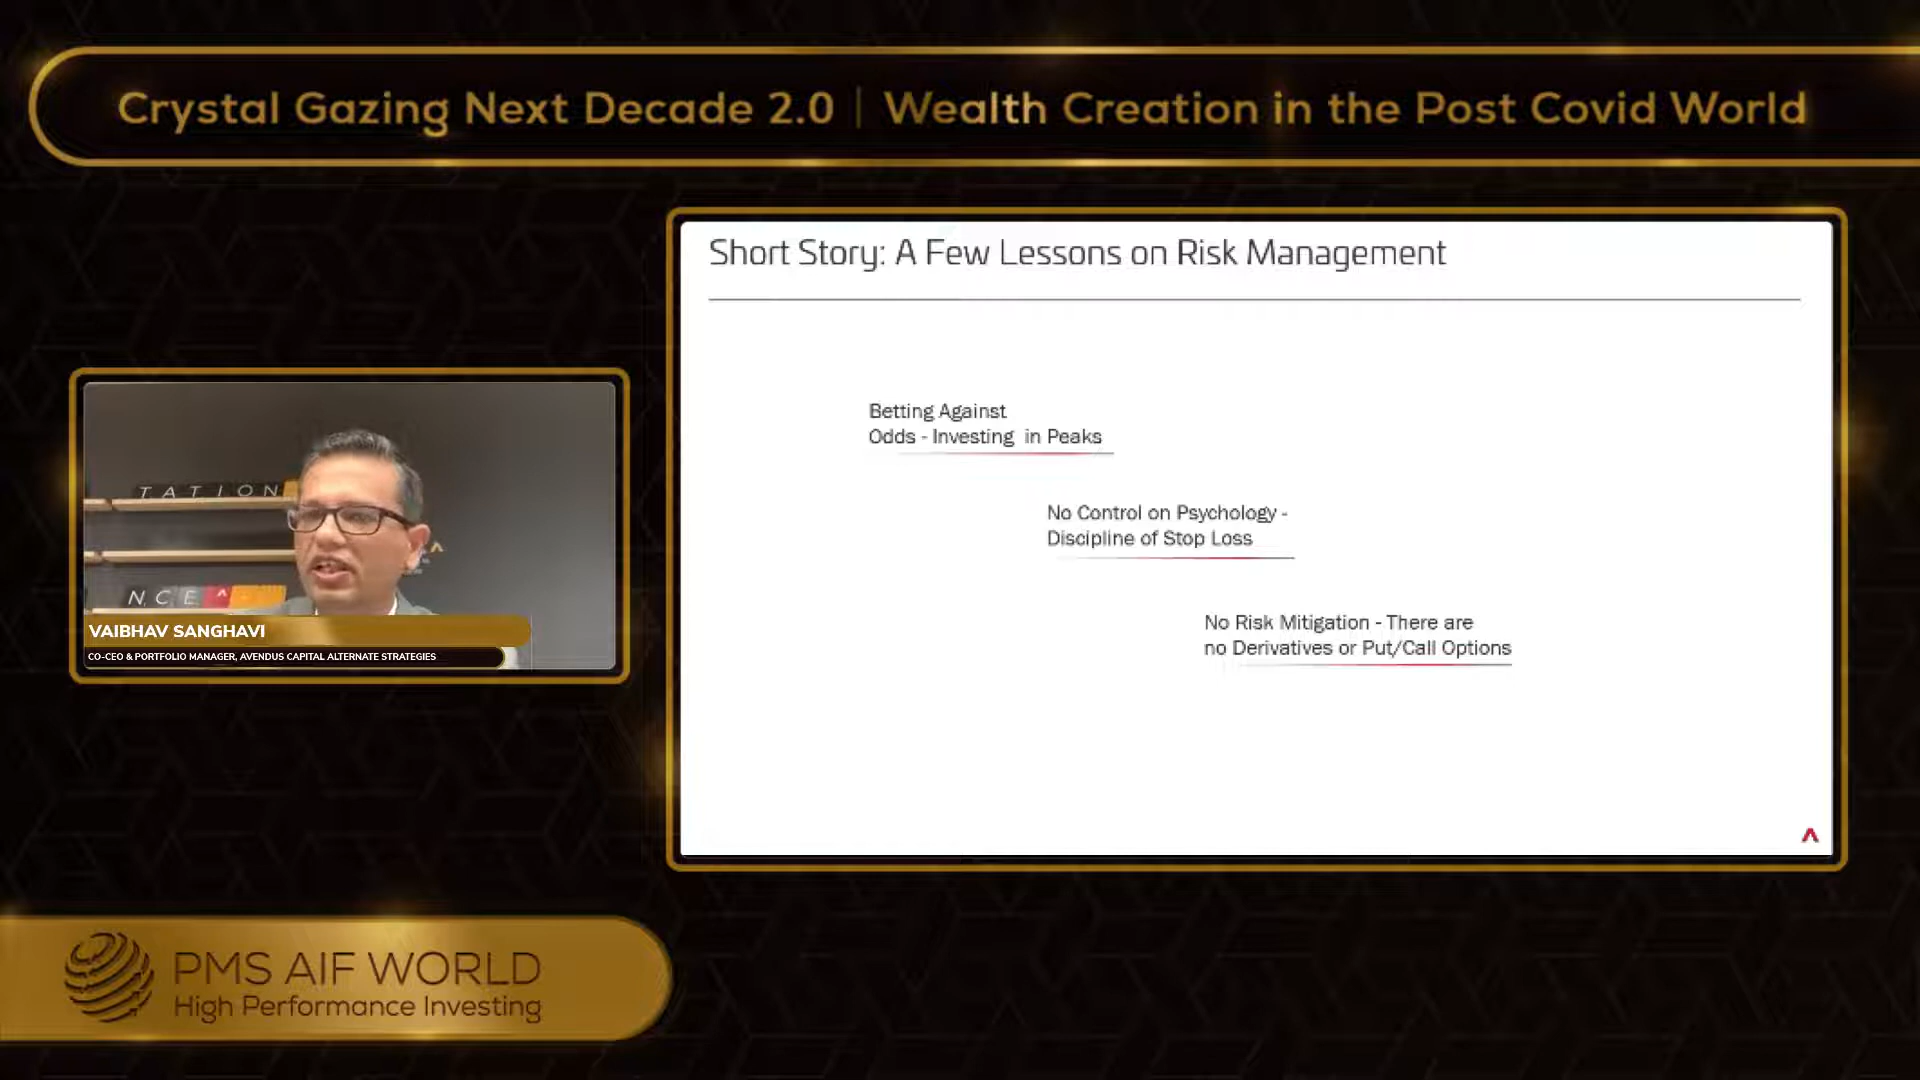 Crystal Gazing Next Decade 2.0 | Wealth Creation in the Post Covid World
Short Story: A Few Lessons on Risk Management
Betting Against
Odds - Investing in Peaks
No Control on Psychology -
Discipline of Stop Loss
No Risk Mitigation - There are
no Derivatives or Put/Call Options
TATION
NCE
VAIBHAV SANGHAVI
CO-CEO & PORTFOLIO MANAGER, AVENDUS CAPITAL ALTERNATE STRATEGIES
PMS AIF WORLD
High Performance Investing